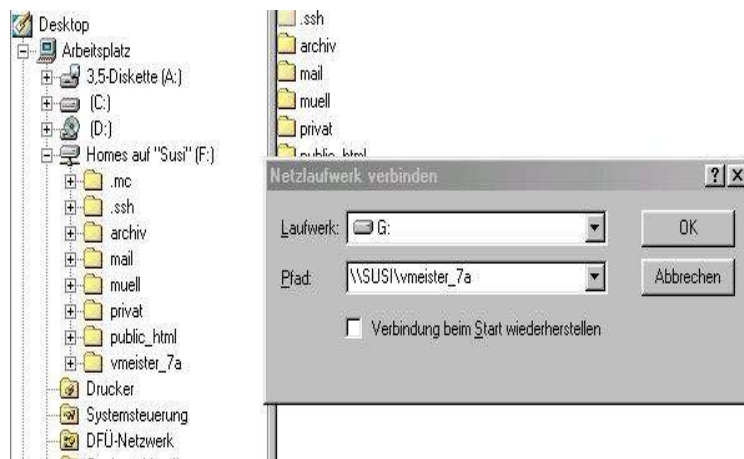 Desktop
Arbeitsplatz
3,5-Diskette (A:)
(C:)
(D:)
Homes auf "Susi" (F:)
.mc
.ssh
archiv
mail
muell
privat
public_html
vmeister_7a
Drucker
Systemsteuerung
DFÜ-Netzwerk
.ssh
archiv
mail
muell
privat
public_html
Netzlaufwerk verbinden
Laufwerk: G:
OK
Pfad: \\SUSI\vmeister_7a
Abbrechen
Verbindung beim Start wiederherstellen